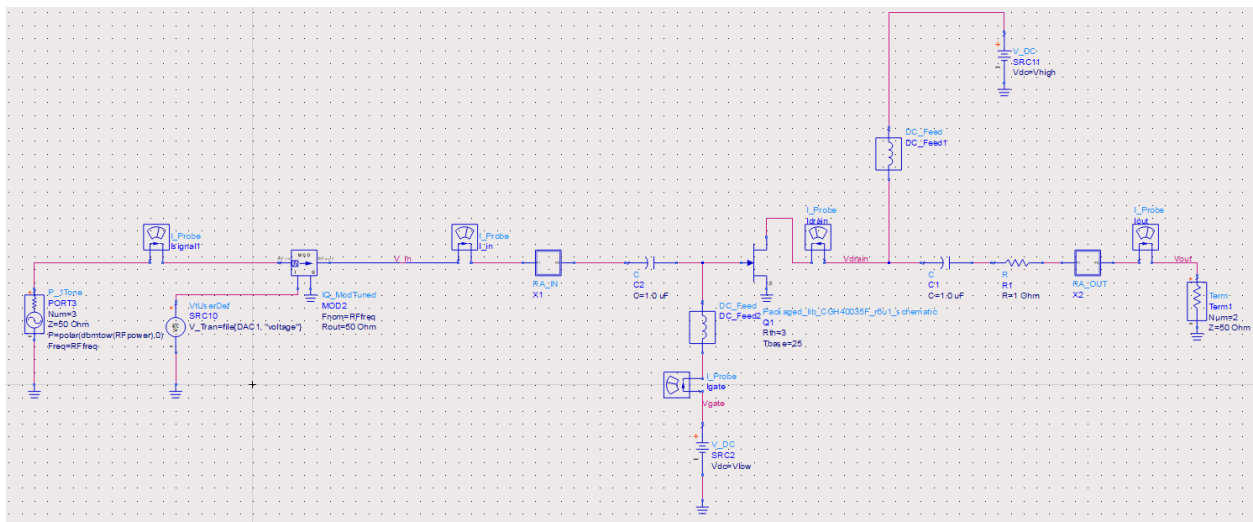 V_DC
SRC11
Vdc=Vhigh
DC_Feed
DC_Feed1
I_Probe
Isignal1
I_Probe
I_in
I_Probe
Idrain
I_Probe
Iout
V_In
Vdrain
Vout
P_1Tone
PORT3
Num=3
Z=50 Ohm
P=polar(dbmtow(RFpower),0)
Freq=RFfreq
VtUserDef
SRC10
V_Tran=file{DAC1, "voltage"}
IQ_ModTuned
MOD2
Fnom=RFfreq
Rout=50 Ohm
RA_IN
X1
C
C2
C=1.0 uF
DC_Feed
DC_Feed2
Packaged_lib_CGH40035F_r6u1_schematic
Q1
Rth=3
Tbase=25
C
C1
C=1.0 uF
R
R1
R=1 Ohm
RA_OUT
X2
Term
Term1
Num=2
Z=50 Ohm
I_Probe
Igate
Vgate
V_DC
SRC2
Vdc=Vlow